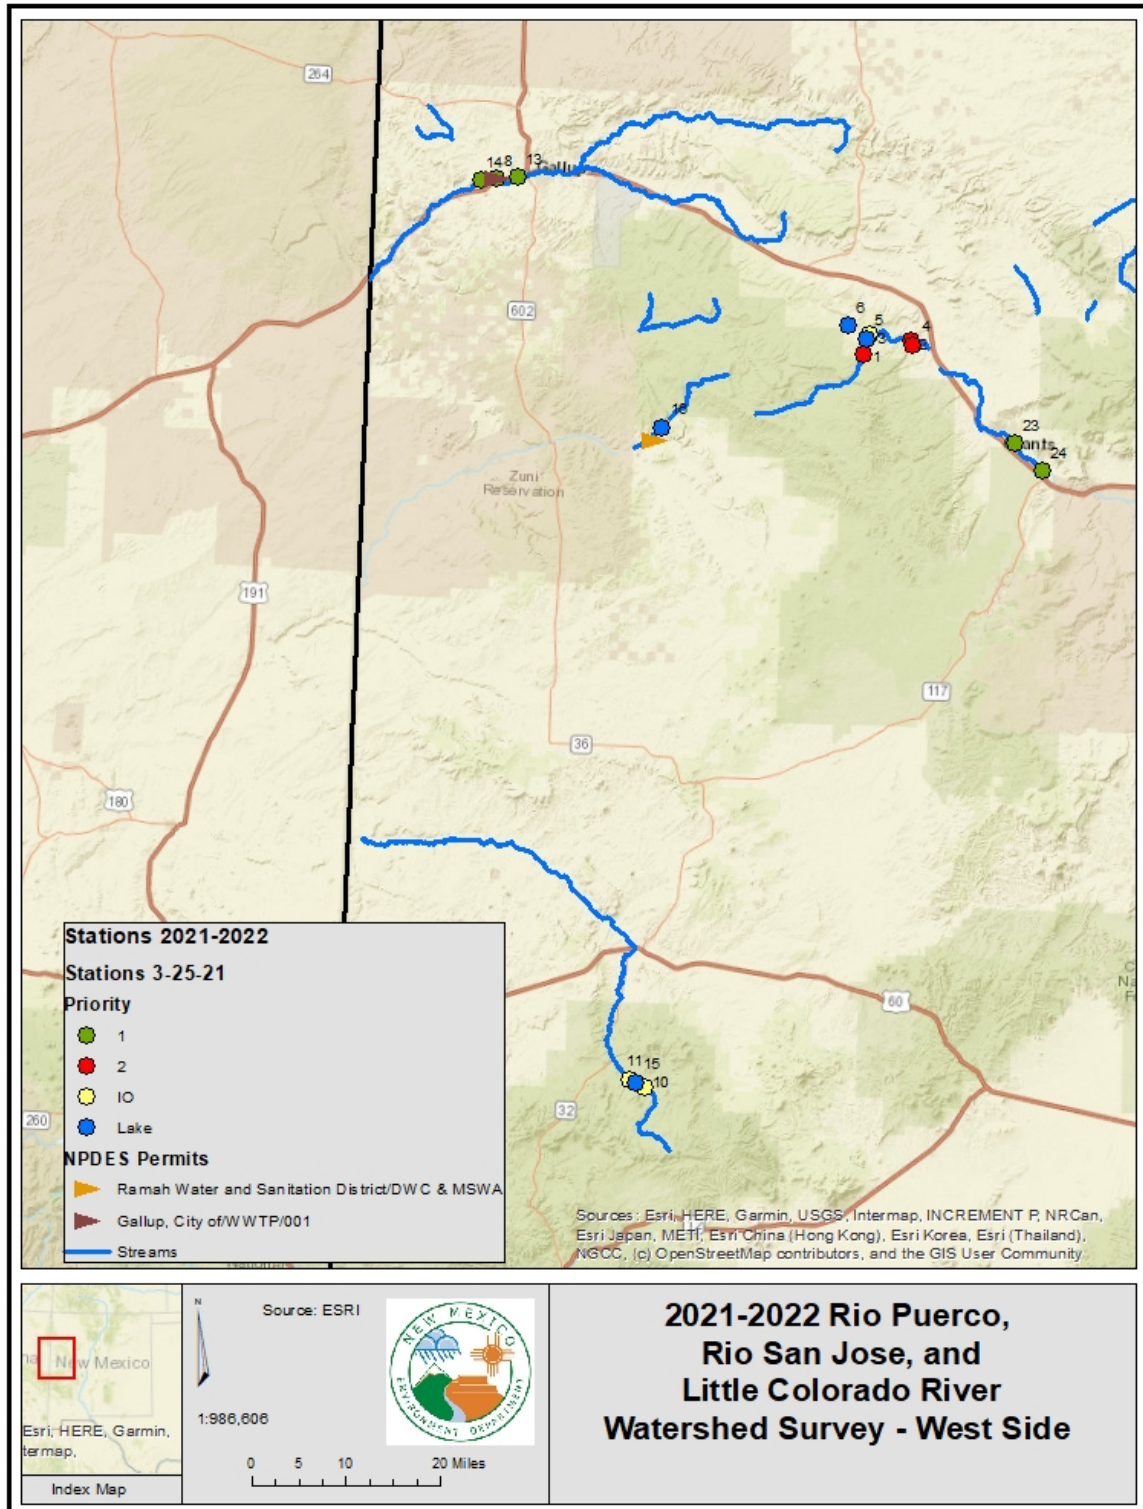 264
14
8
13
Gallup
602
6
5
3
4
1
16
23
Grants
24
Zuni
Reservation
191
117
36
180
Stations 2021-2022
Stations 3-25-21
Priority
1
2
IO
Lake
NPDES Permits
Ramah Water and Sanitation District/DWC & MSWA
Gallup, City of/WWTP/001
Streams
60
11
15
10
32
260
Sources: Esri, HERE, Garmin, USGS, Intermap, INCREMENT P, NRCan,
Esri Japan, METI, Esri China (Hong Kong), Esri Korea, Esri (Thailand),
NGCC, (c) OpenStreetMap contributors, and the GIS User Community
New Mexico
Esri, HERE, Garmin,
termap,
Index Map
N
1:986,606
Source: ESRI
0 5 10 20 Miles
NEW MEXICO
ENVIRONMENT DEPARTMENT
2021-2022 Rio Puerco,
Rio San Jose, and
Little Colorado River
Watershed Survey - West Side